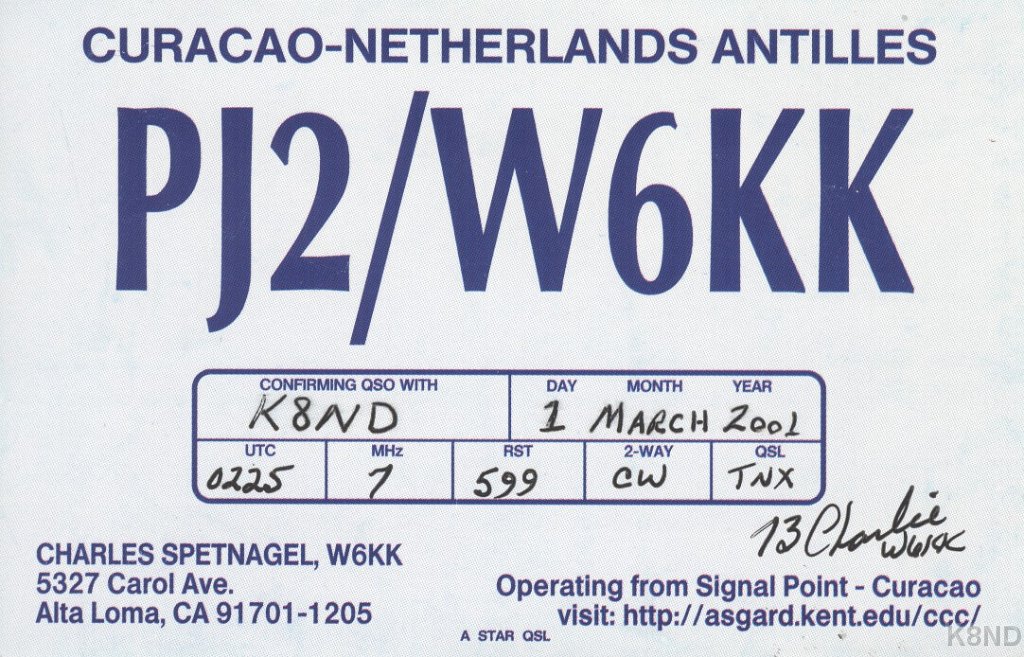 CURACAO-NETHERLANDS ANTILLES
PJ2/W6KK
CONFIRMING QSO WITH DAY MONTH YEAR
K8ND 1 MARCH 2001
UTC MHz RST 2-WAY QSL
0225 7 599 CW TNX
73 Charlie
W6KK
CHARLES SPETNAGEL, W6KK
5327 Carol Ave.
Alta Loma, CA 91701-1205
Operating from Signal Point - Curacao
visit: http://asgard.kent.edu/ccc/
A STAR QSL
K8ND